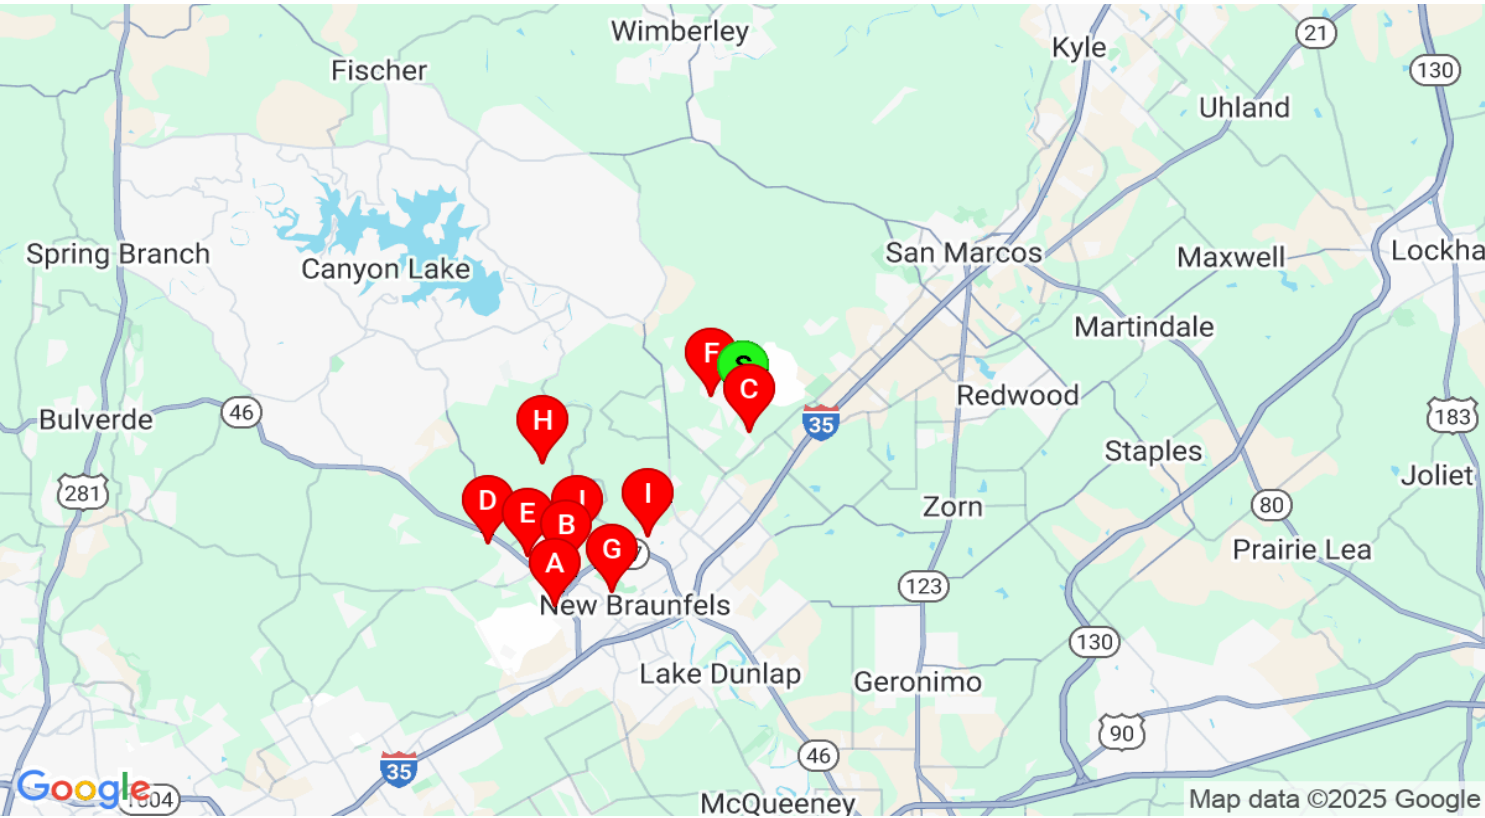 Wimberley
Kyle
21
Fischer
130
Uhland
Spring Branch
Canyon Lake
San Marcos
Maxwell
Lockha
Martindale
F
S
C
Redwood
35
46
Bulverde
H
183
Staples
281
Joliet
D
E
J
B
I
Zorn
80
G
7
A
Prairie Lea
123
New Braunfels
130
Lake Dunlap
Geronimo
90
46
35
Google
1604
McQueeney
Map data ©2025 Google